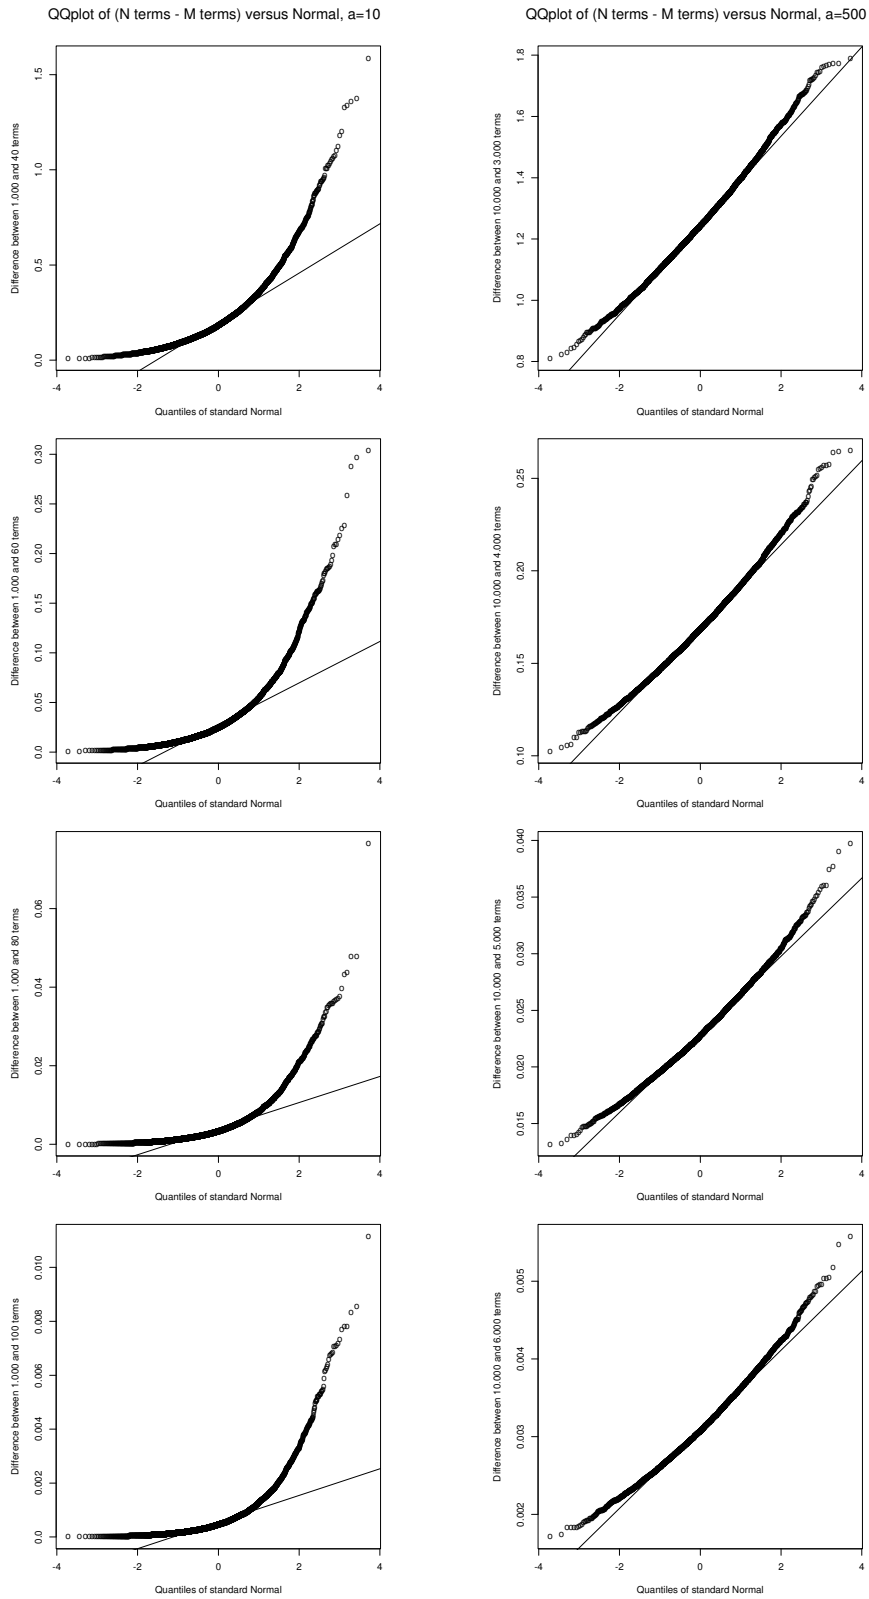 QQplot of (N terms - M terms) versus Normal, a=10
Difference between 1.000 and 40 terms
1.5
1.0
0.5
0.0
-4 -2 0 2 4
Quantiles of standard Normal
QQplot of (N terms - M terms) versus Normal, a=500
Difference between 10.000 and 3.000 terms
1.8
1.6
1.4
1.2
1.0
0.8
-4 -2 0 2 4
Quantiles of standard Normal
Difference between 1.000 and 60 terms
0.30
0.25
0.20
0.15
0.10
0.05
0.0
-4 -2 0 2 4
Quantiles of standard Normal
Difference between 10.000 and 4.000 terms
0.25
0.20
0.15
0.10
-4 -2 0 2 4
Quantiles of standard Normal
Difference between 1.000 and 80 terms
0.06
0.04
0.02
0.0
-4 -2 0 2 4
Quantiles of standard Normal
Difference between 10.000 and 5.000 terms
0.040
0.035
0.030
0.025
0.020
0.015
-4 -2 0 2 4
Quantiles of standard Normal
Difference between 1.000 and 100 terms
0.010
0.008
0.006
0.004
0.002
0.0
-4 -2 0 2 4
Quantiles of standard Normal
Difference between 10.000 and 6.000 terms
0.005
0.004
0.003
0.002
-4 -2 0 2 4
Quantiles of standard Normal